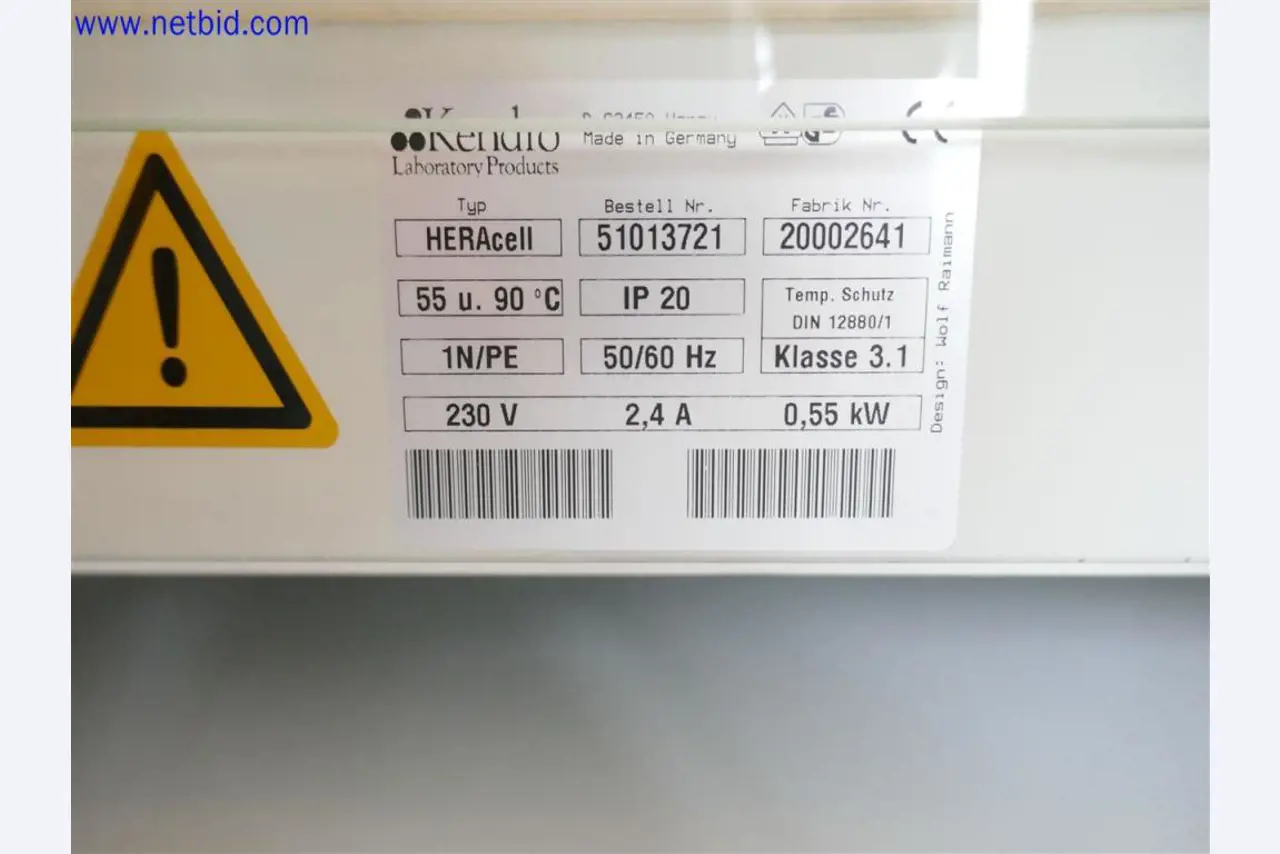 www.netbid.com
Kendro
Made in Germany
Laboratory Products
Typ Bestell Nr. Fabrik Nr.
HERAcell 51013721 20002641
55 u. 90 °C IP 20 Temp. Schutz
DIN 12880/1
1N/PE 50/60 Hz Klasse 3.1
230 V 2,4 A 0,55 kW
Design: Wolf Raimann